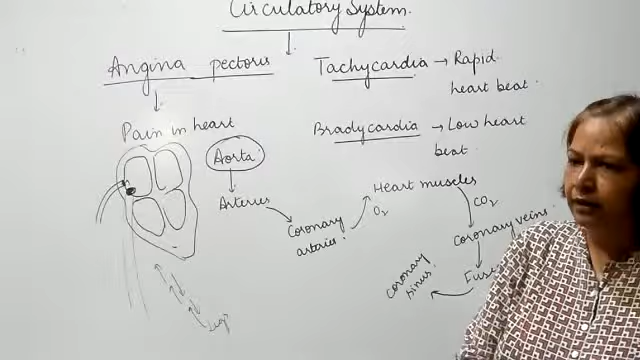 Circulatory System.
Angina pectoris
Pain in heart
Aorta
Arteries
Coronary
arteries.
O₂
Heart muscles
CO₂
Coronary veins
Fuse
Coronary
sinus.
Tachycardia → Rapid
heart beat.
Bradycardia → Low heart
beat.